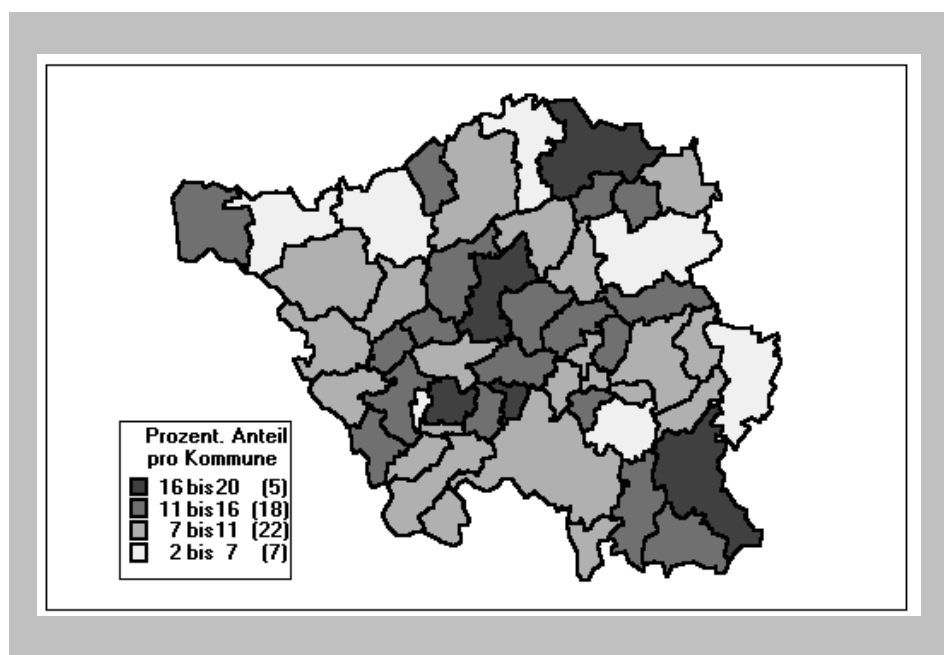 Prozent. Anteil
pro Kommune
16 bis 20 (5)
11 bis 16 (18)
7 bis 11 (22)
2 bis 7 (7)